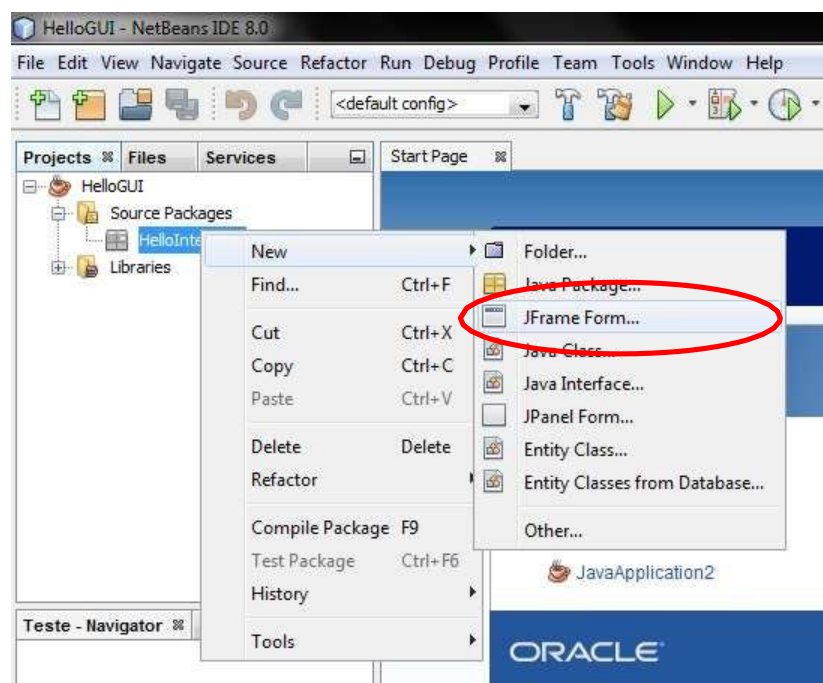 HelloGUI - NetBeans IDE 8.0
File Edit View Navigate Source Refactor Run Debug Profile Team Tools Window Help
<default config>
Projects Files Services Start Page
HelloGUI
Source Packages
HelloInte
Libraries
New
Find... Ctrl+F
Cut Ctrl+X
Copy Ctrl+C
Paste Ctrl+V
Delete Delete
Refactor
Compile Package F9
Test Package Ctrl+F6
History
Tools
Folder...
Java Package...
JFrame Form...
Java Class...
Java Interface...
JPanel Form...
Entity Class...
Entity Classes from Database...
Other...
JavaApplication2
Teste - Navigator
ORACLE